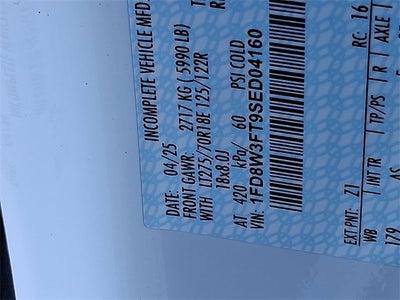 INCOMPLETE VEHICLE MFD.
DATE: 04/25
FRONT GAWR: 2717 KG ( 5990 LB)
WITH LT275/70R18E 125/122R
18x8.0J
AT 420 kPa/ 60 PSI COLD
VIN: 1FD8W3FT9SED04160
EXT PNT: Z1 RC: 16
WB INT TR TP/PS R AXLE
179